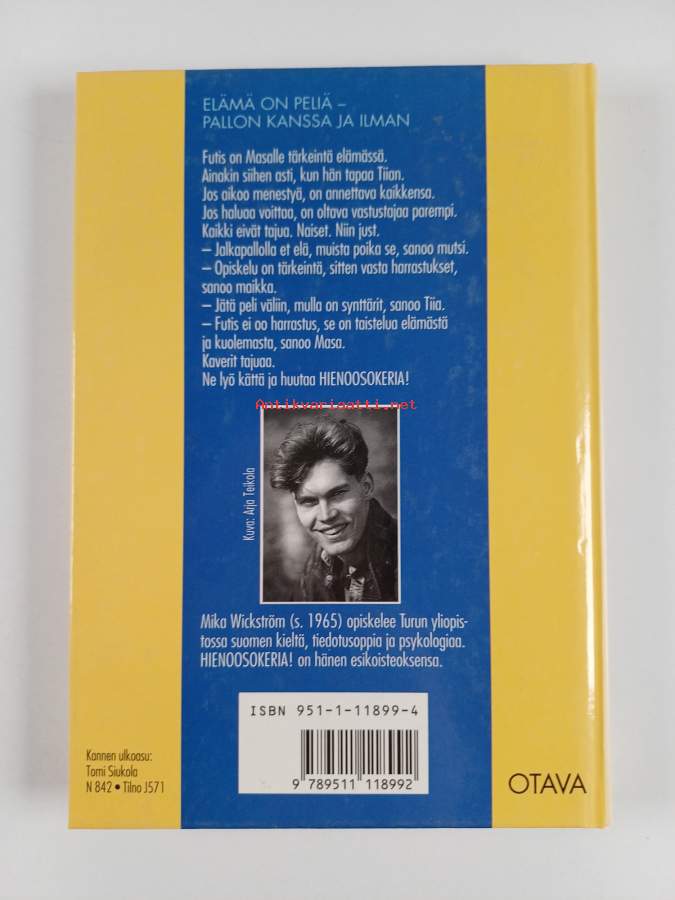 ELÄMÄ ON PELIÄ –
PALLON KANSSA JA ILMAN
Futis on Masalle tärkeintä elämässä.
Ainakin siihen asti, kun hän tapaa Tiian.
Jos aikoo menestyä, on annettava kaikkensa.
Jos haluaa voittaa, on oltava vastustajaa parempi.
Kaikki eivät tajua. Naiset. Niin just.
– Jalkapallolla et elä, muista poika se, sanoo mutsi.
– Opiskelu on tärkeintä, sitten vasta harrastukset,
sanoo maikka.
– Jätä peli väliin, mulla on synttärit, sanoo Tiia.
– Futis ei oo harrastus, se on taistelua elämästä
ja kuolemasta, sanoo Masa.
Kaverit tajuaa.
Ne lyö kättä ja huutaa HIENOOSOKERIA!
Antikvariaatti.net
Kuva: Arja Teikola
Mika Wickström (s. 1965) opiskelee Turun yliopis-
tossa suomen kieltä, tiedotusoppia ja psykologiaa.
HIENOOSOKERIA! on hänen esikoisteoksensa.
ISBN 951-1-11899-4
9 789511 118992
Kannen ulkoasu:
Tomi Siukola
N 842 • Tilno J571
OTAVA